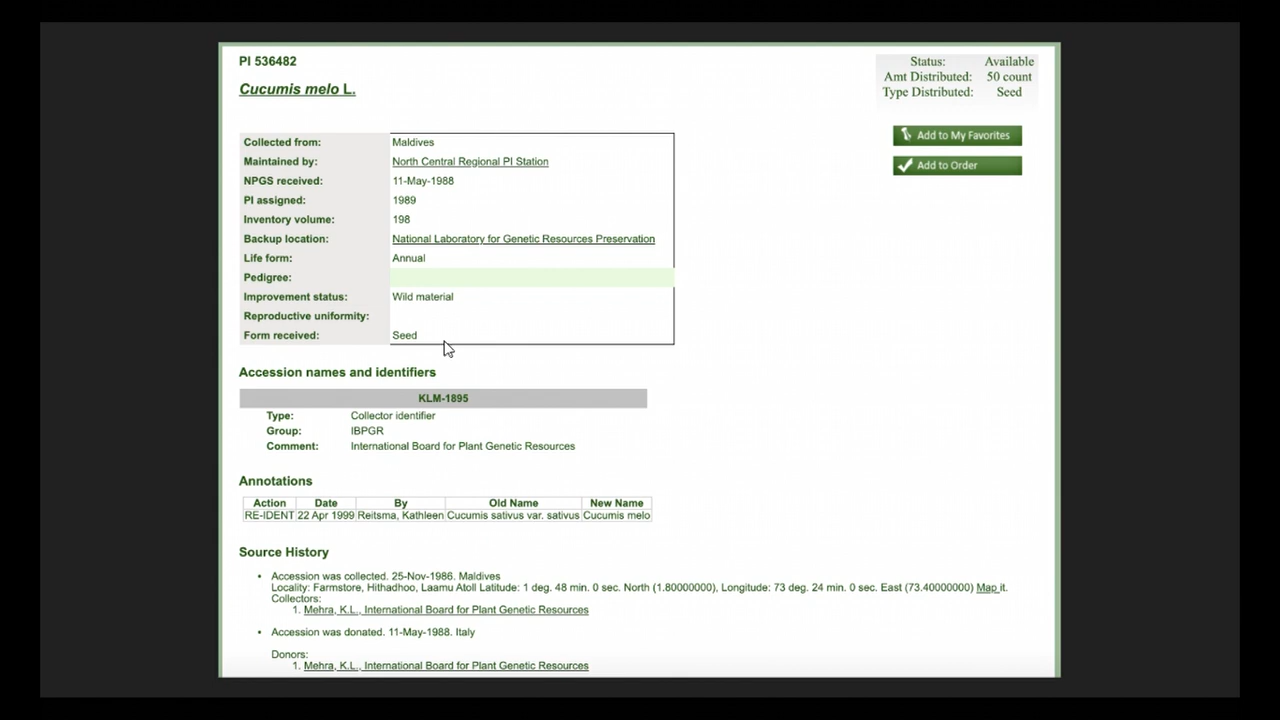 PI 536482
Cucumis melo L.
Status: Available
Amt Distributed: 50 count
Type Distributed: Seed
Add to My Favorites
Add to Order
Collected from: Maldives
Maintained by: North Central Regional PI Station
NPGS received: 11-May-1988
PI assigned: 1989
Inventory volume: 198
Backup location: National Laboratory for Genetic Resources Preservation
Life form: Annual
Pedigree:
Improvement status: Wild material
Reproductive uniformity:
Form received: Seed
Accession names and identifiers
KLM-1895
Type: Collector identifier
Group: IBPGR
Comment: International Board for Plant Genetic Resources
Annotations
Action Date By Old Name New Name
RE-IDENT 22 Apr 1999 Reitsma, Kathleen Cucumis sativus var. sativus Cucumis melo
Source History
• Accession was collected. 25-Nov-1986. Maldives
Locality: Farmstore, Hithadhoo, Laamu Atoll Latitude: 1 deg. 48 min. 0 sec. North (1.80000000), Longitude: 73 deg. 24 min. 0 sec. East (73.40000000) Map it.
Collectors:
1. Mehra, K.L., International Board for Plant Genetic Resources
• Accession was donated. 11-May-1988. Italy
Donors:
1. Mehra, K.L., International Board for Plant Genetic Resources